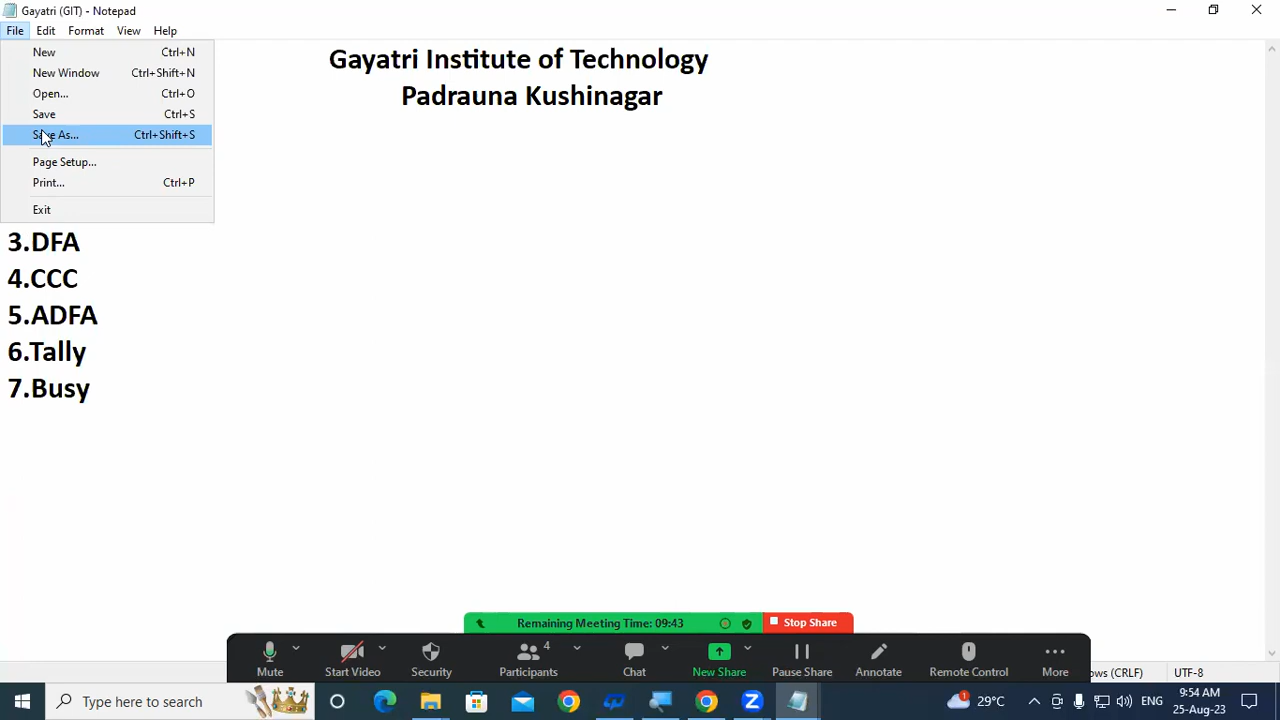 Gayatri (GIT) - Notepad
File Edit Format View Help
New Ctrl+N
New Window Ctrl+Shift+N
Open... Ctrl+O
Save Ctrl+S
Save As... Ctrl+Shift+S
Page Setup...
Print... Ctrl+P
Exit
Gayatri Institute of Technology
Padrauna Kushinagar
3.DFA
4.CCC
5.ADFA
6.Tally
7.Busy
Remaining Meeting Time: 09:43 Stop Share
4
Mute Start Video Security Participants Chat New Share Pause Share Annotate Remote Control More
(CRLF) UTF-8
Type here to search
1 29°C ENG 9:54 AM
25-Aug-23